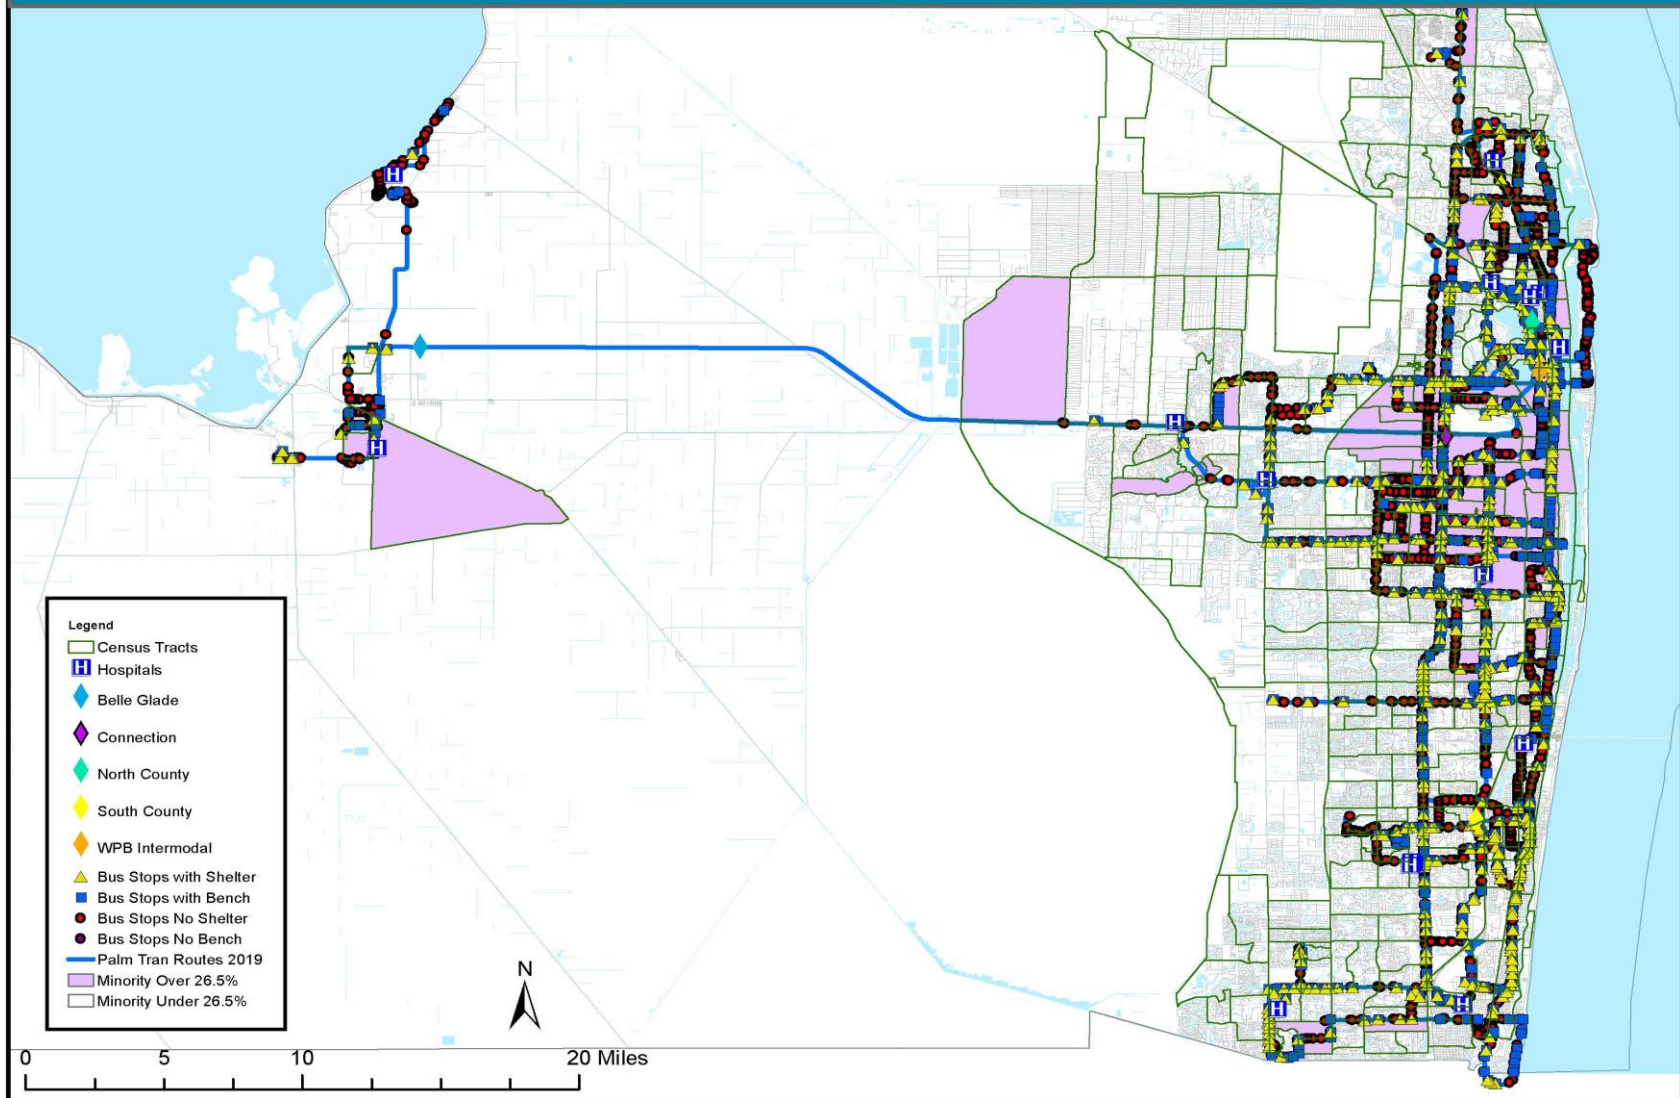 Legend
Census Tracts
H Hospitals
Belle Glade
Connection
North County
South County
WPB Intermodal
Bus Stops with Shelter
Bus Stops with Bench
Bus Stops No Shelter
Bus Stops No Bench
Palm Tran Routes 2019
Minority Over 26.5%
Minority Under 26.5%
N
0 5 10 20 Miles
H
H
H
H
H
H
H
H
H
H
H
H
H
H